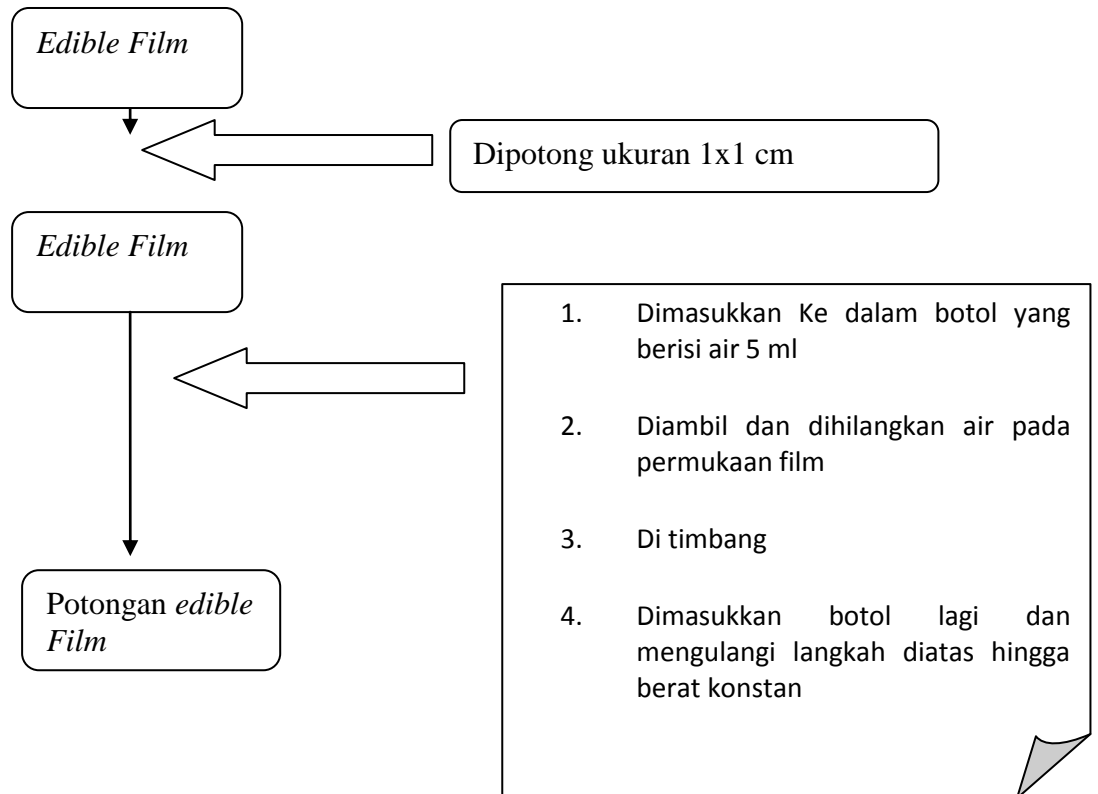 Edible Film
Dipotong ukuran 1x1 cm
Edible Film
1. Dimasukkan Ke dalam botol yang
berisi air 5 ml
2. Diambil dan dihilangkan air pada
permukaan film
3. Di timbang
4. Dimasukkan botol lagi dan
mengulangi langkah diatas hingga
berat konstan
Potongan edible
Film